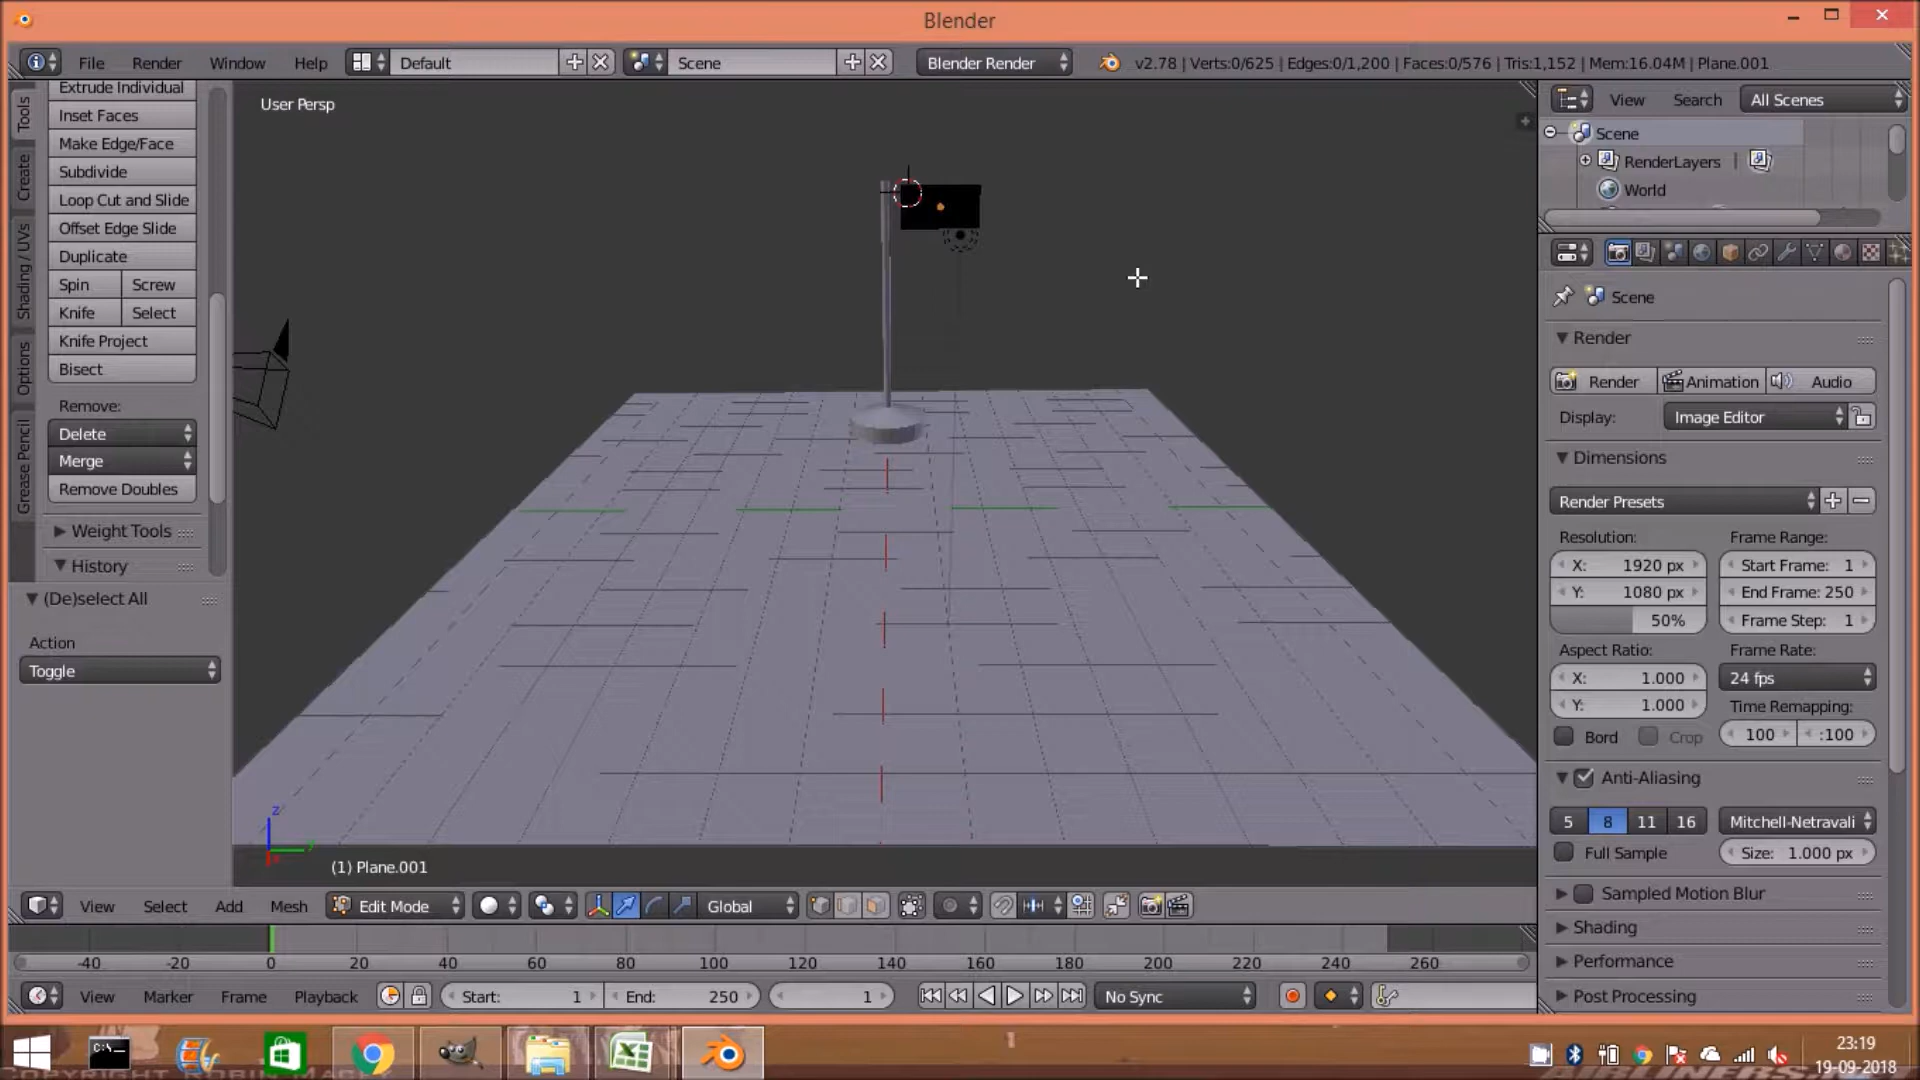 Blender
File Render Window Help Default Scene Blender Render v2.78 | Verts:0/625 | Edges:0/1,200 | Faces:0/576 | Tris:1,152 | Mem:16.04M | Plane.001
Tools
Create
Shading / UVs
Options
Grease Pencil
Extrude Individual
Inset Faces
Make Edge/Face
Subdivide
Loop Cut and Slide
Offset Edge Slide
Duplicate
Spin Screw
Knife Select
Knife Project
Bisect
Remove:
Delete
Merge
Remove Doubles
Weight Tools
History
(De)select All
Action
Toggle
User Persp
z
(1) Plane.001
View Select Add Mesh Edit Mode Global
-40 -20 0 20 40 60 80 100 120 140 160 180 200 220 240 260
View Marker Frame Playback Start: 1 End: 250 1 No Sync
View Search All Scenes
Scene
RenderLayers |
World
Scene
Render
Render Animation Audio
Display: Image Editor
Dimensions
Render Presets
Resolution: Frame Range:
X: 1920 px Start Frame: 1
Y: 1080 px End Frame: 250
50% Frame Step: 1
Aspect Ratio: Frame Rate:
X: 1.000 24 fps
Y: 1.000 Time Remapping:
Bord Crop 100 :100
Anti-Aliasing
5 8 11 16 Mitchell-Netravali
Full Sample Size: 1.000 px
Sampled Motion Blur
Shading
Performance
Post Processing
C:\
23:19
19-09-2018